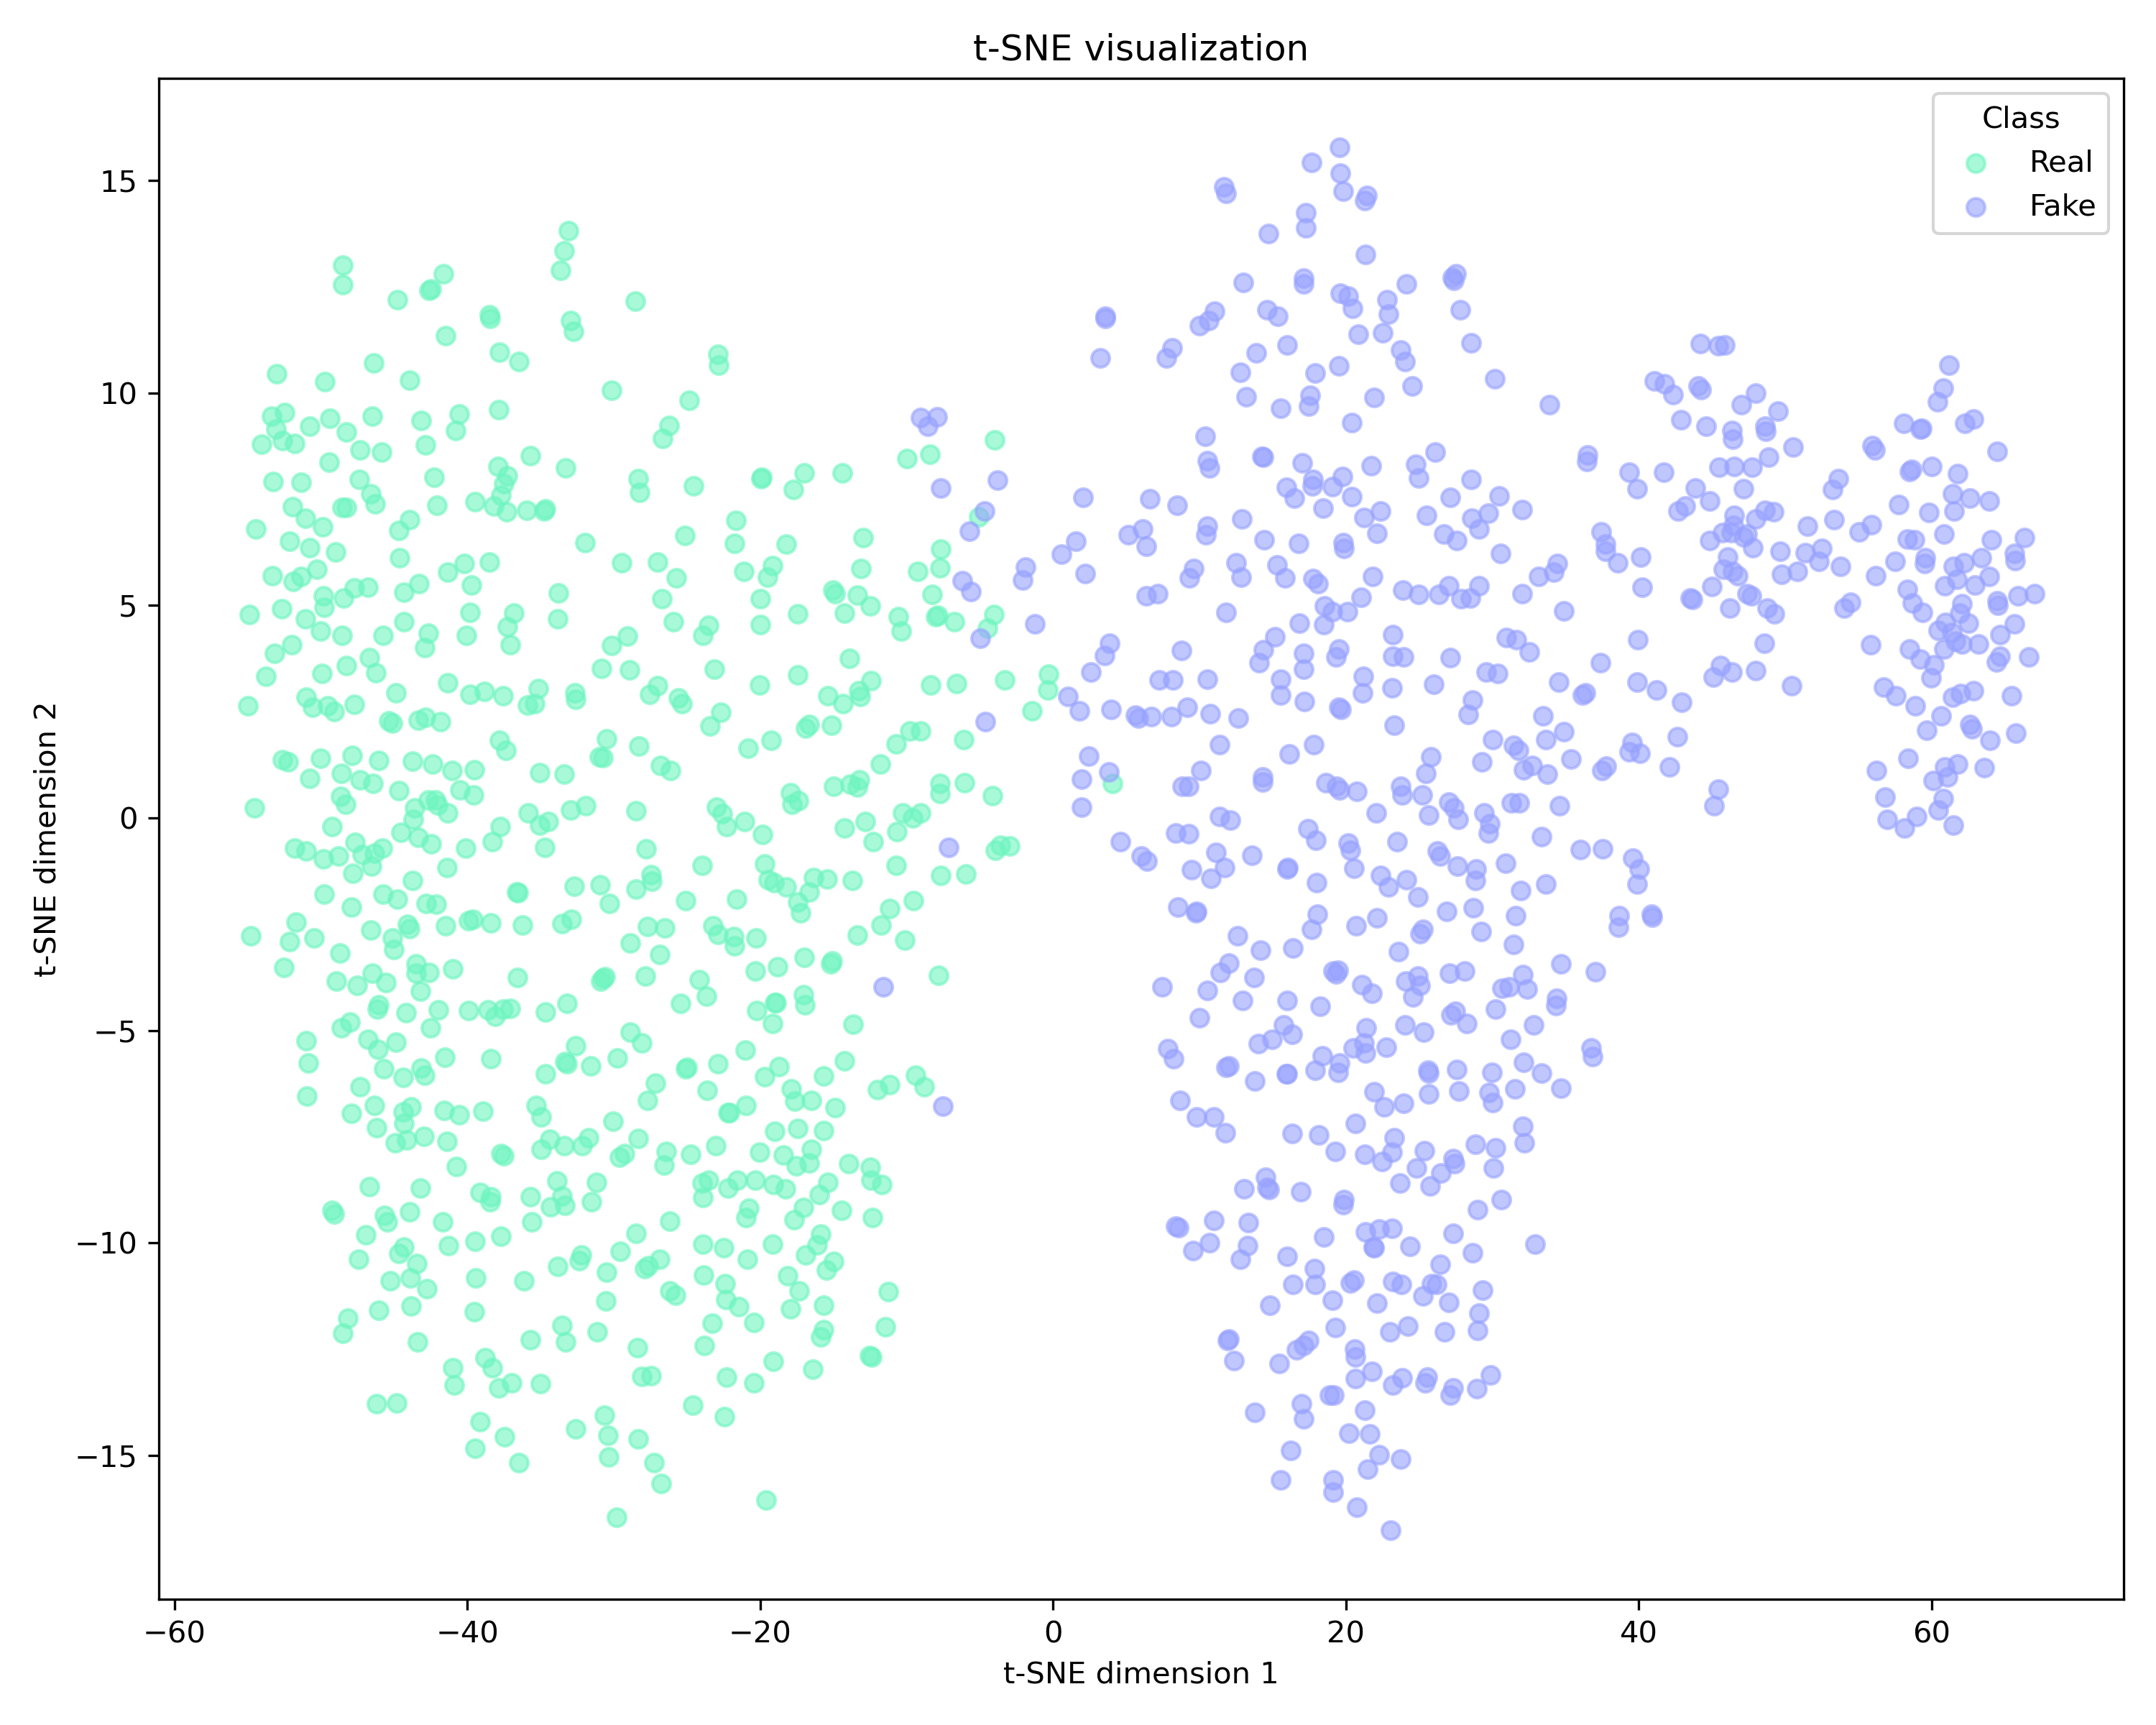 t-SNE visualization
Class
Real
Fake
t-SNE dimension 2
15
10
5
0
−5
−10
−15
−60
−40
−20
0
20
40
60
t-SNE dimension 1